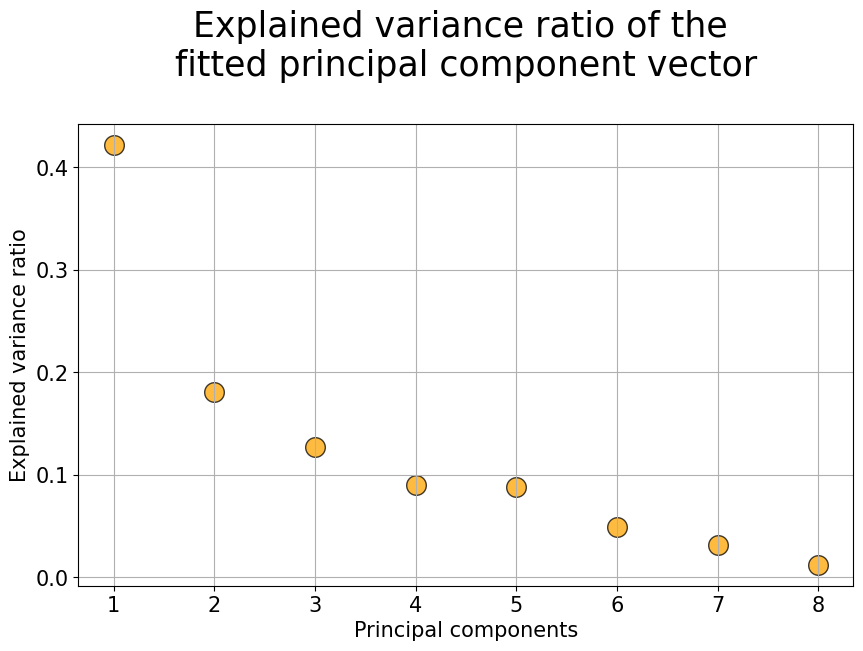 Explained variance ratio of the
fitted principal component vector
Explained variance ratio
0.4
0.3
0.2
0.1
0.0
1 2 3 4 5 6 7 8
Principal components